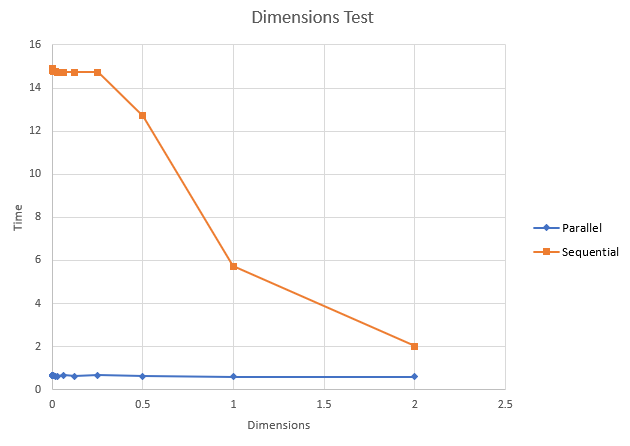 Dimensions Test
16
14
12
10
8
6
4
2
0
Time
0 0.5 1 1.5 2 2.5
Dimensions
Parallel
Sequential